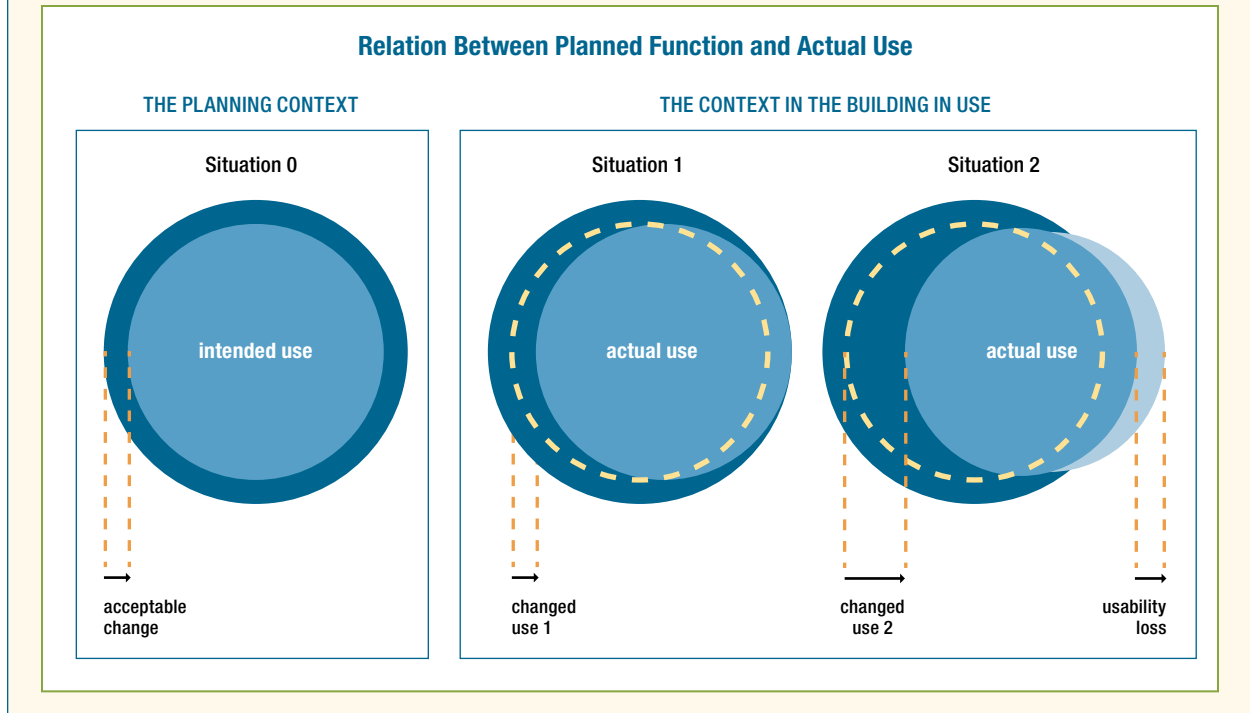 Relation Between Planned Function and Actual Use
THE PLANNING CONTEXT
Situation 0
intended use
acceptable
change
THE CONTEXT IN THE BUILDING IN USE
Situation 1
actual use
changed
use 1
Situation 2
actual use
changed
use 2
usability
loss